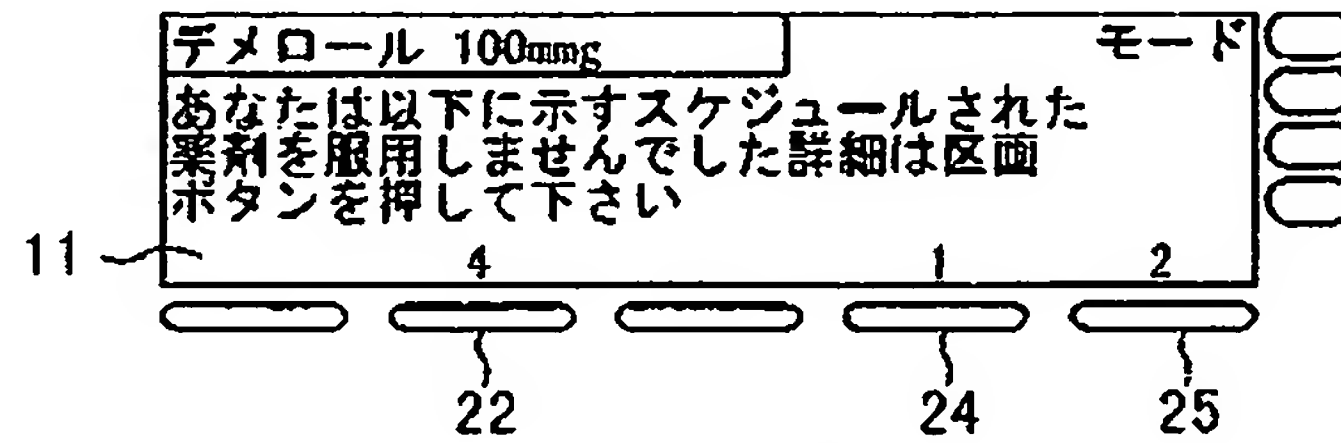 デメロール 100mmg モード
あなたは以下に示すスケジュールされた
薬剤を服用しませんでした詳細は区画
ボタンを押して下さい
11 4 1 2
22 24 25